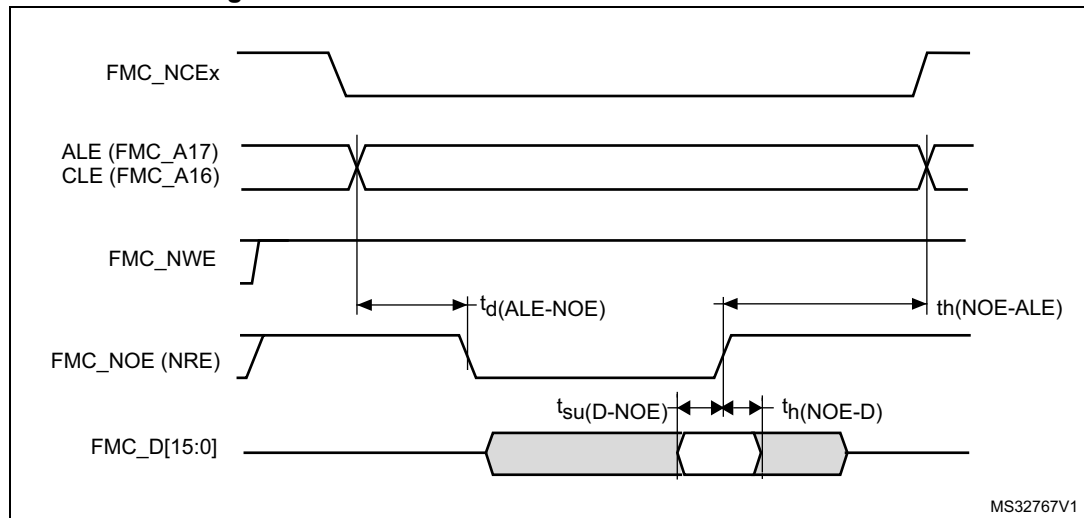 FMC_NCEx
ALE (FMC_A17)
CLE (FMC_A16)
FMC_NWE
td(ALE-NOE)
th(NOE-ALE)
FMC_NOE (NRE)
tsu(D-NOE)
th(NOE-D)
FMC_D[15:0]
MS32767V1